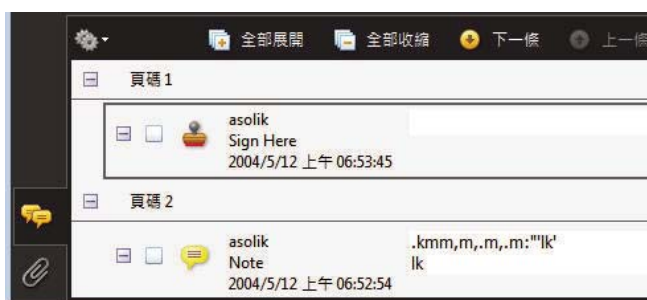 全部展開 全部收縮 下一條 上一條
頁碼 1
asolik
Sign Here
2004/5/12 上午 06:53:45
頁碼 2
asolik .kmm,m,.m,.m:"'lk'
Note lk
2004/5/12 上午 06:52:54